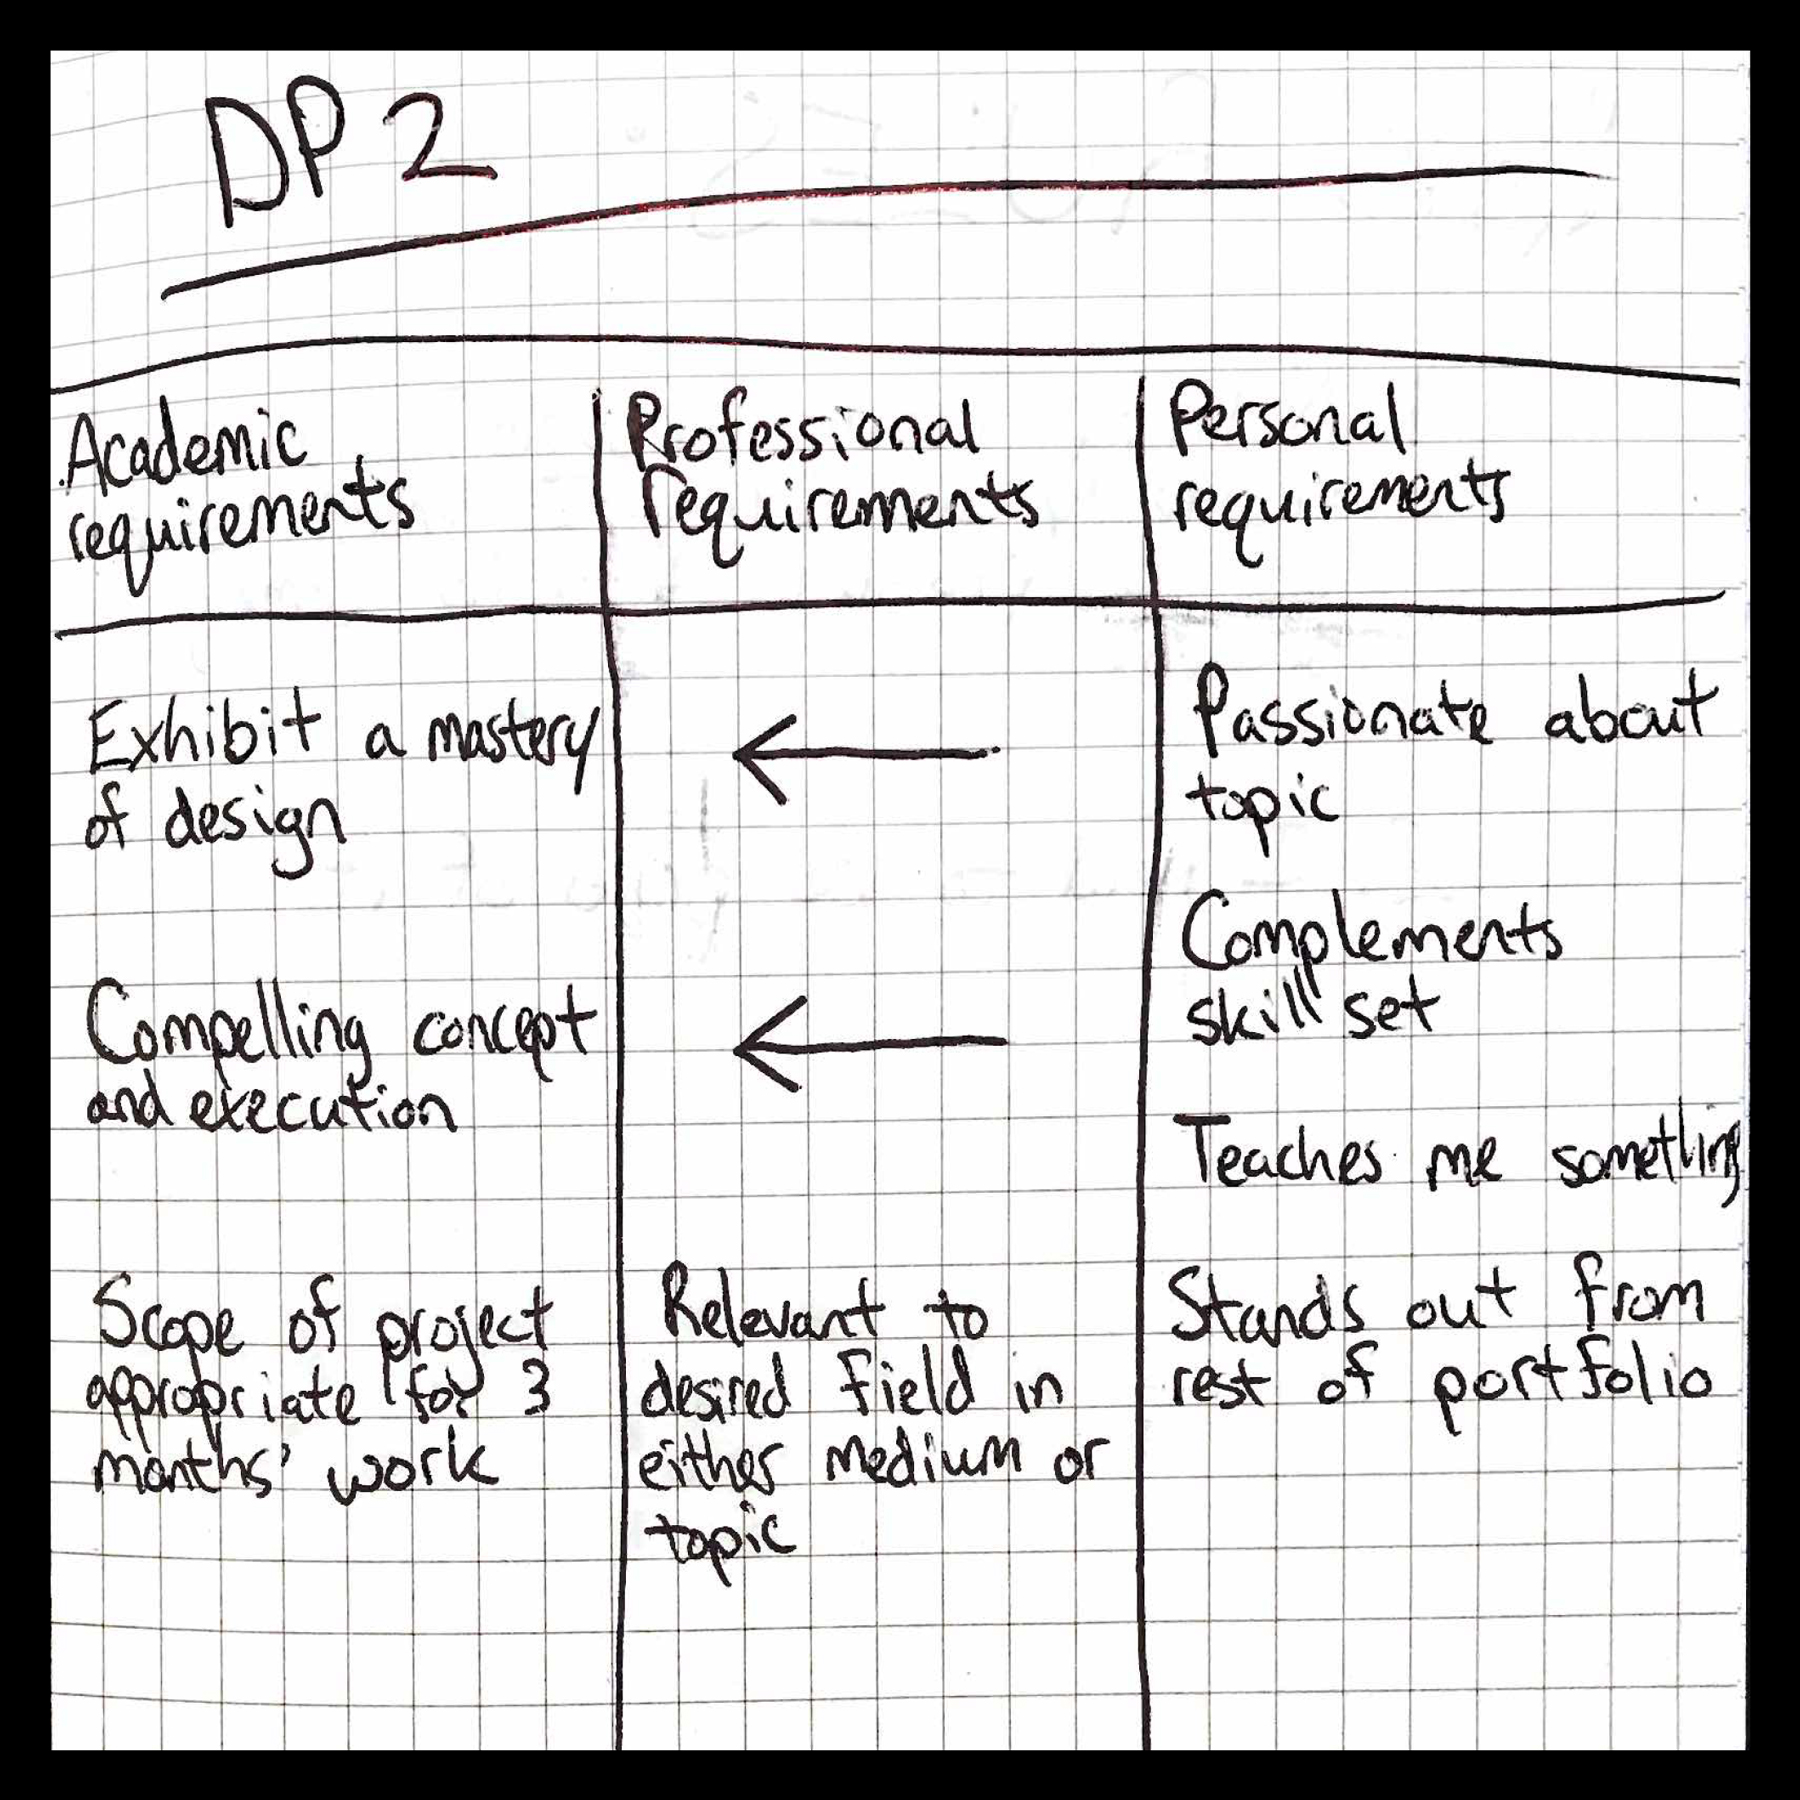 DP 2
Academic
requirements
Professional
requirements
Personal
requirements
Exhibit a mastery
of design
Compelling concept
and execution
Scope of project
appropriate for 3
months' work
←
←
Relevant to
desired field in
either medium or
topic
Passionate about
topic
Complements
skill set
Teaches me something
Stands out from
rest of portfolio